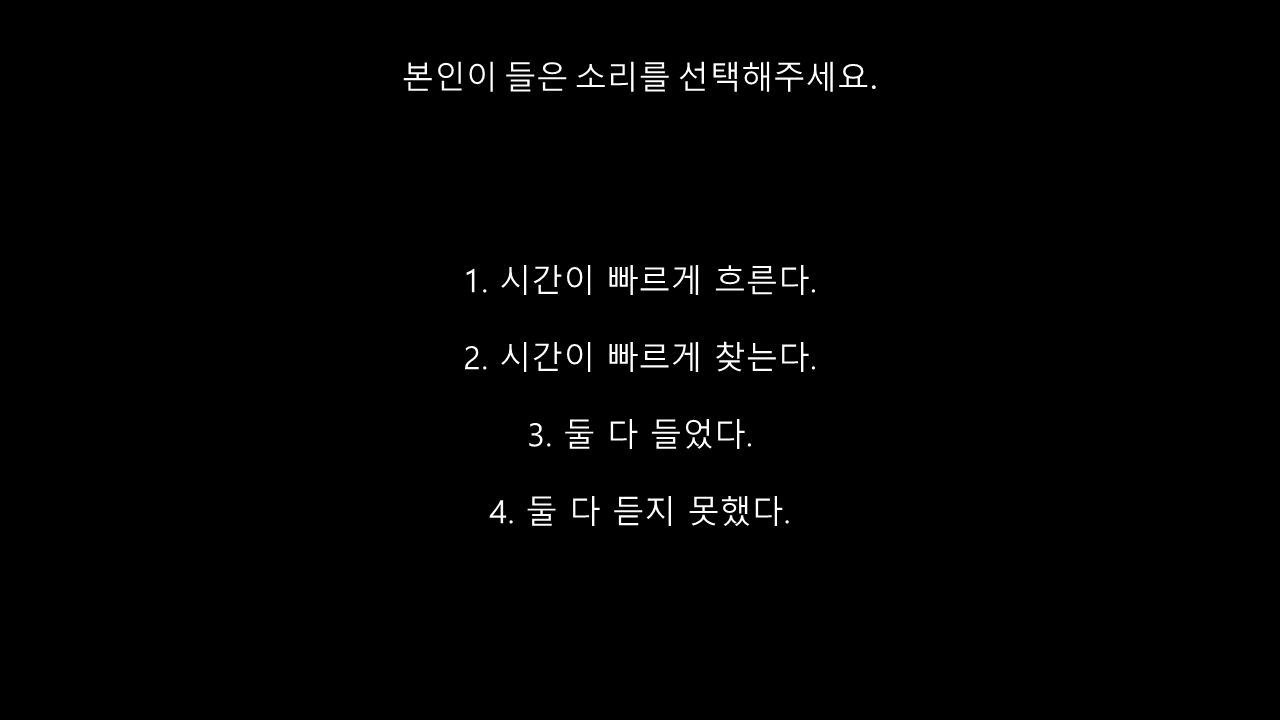 본인이 들은 소리를 선택해주세요.
1. 시간이 빠르게 흐른다.
2. 시간이 빠르게 찾는다.
3. 둘 다 들었다.
4. 둘 다 듣지 못했다.